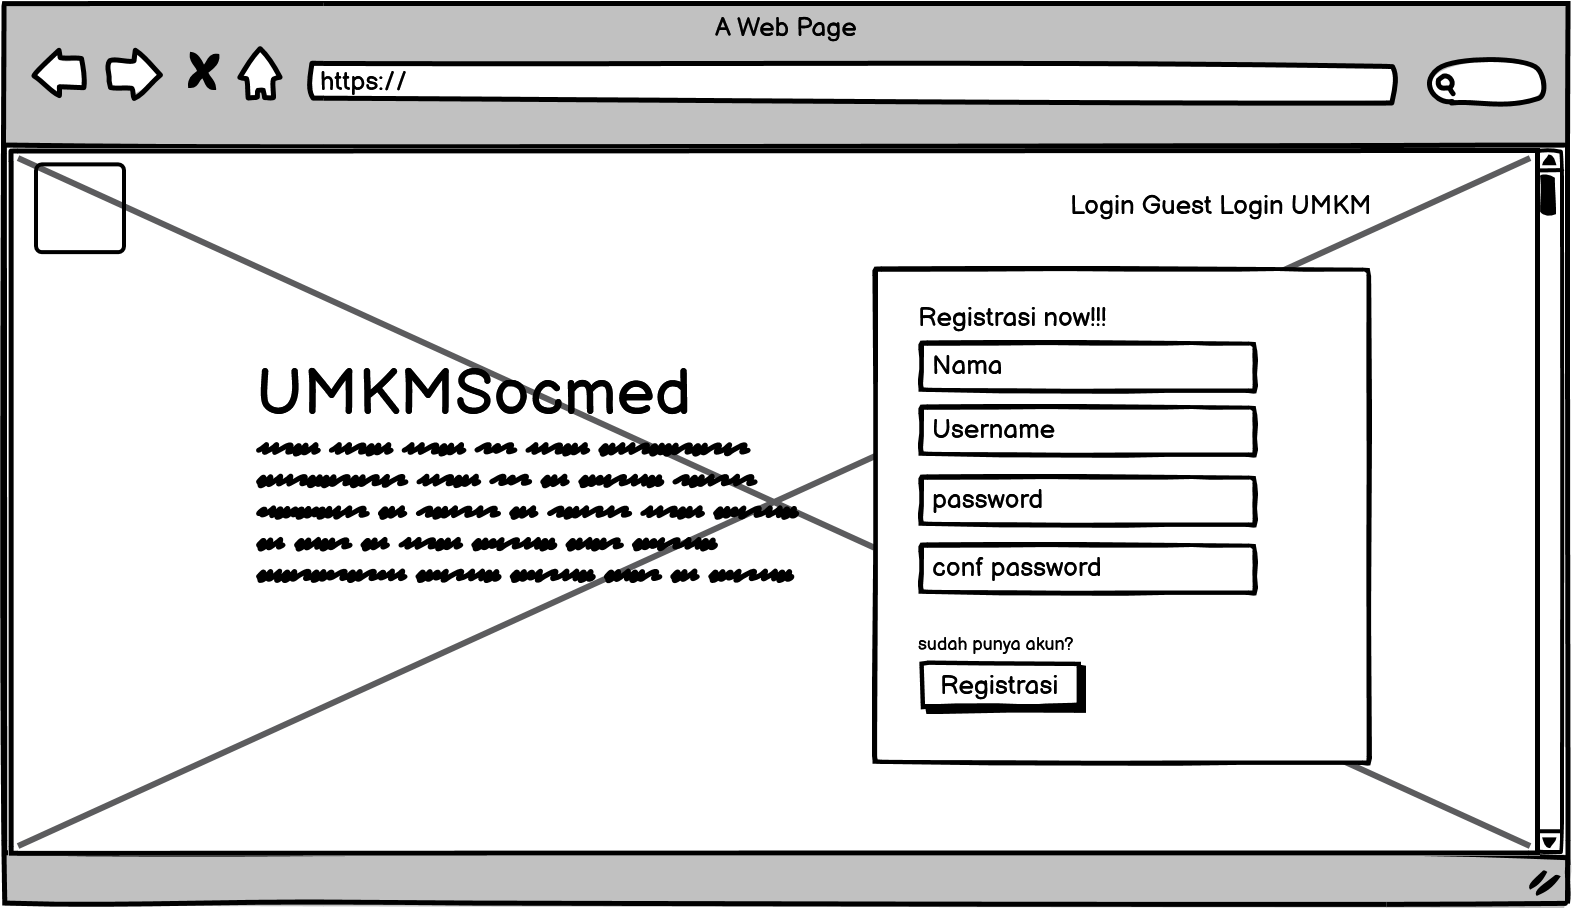 A Web Page
https://
Login Guest Login UMKM
UMKMSocmed
Registrasi now!!!
Nama
Username
password
conf password
sudah punya akun?
Registrasi